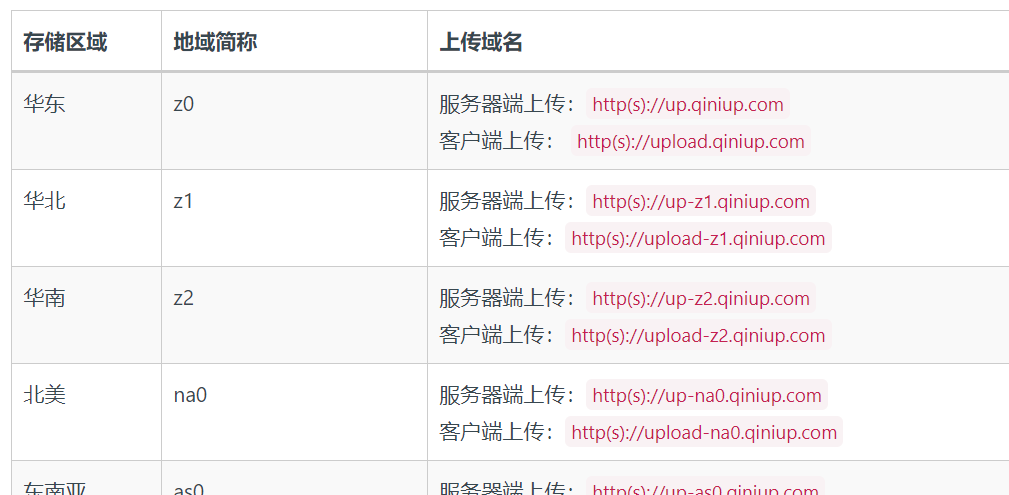 存储区域 地域简称 上传域名
华东 z0 服务器端上传： http(s)://up.qiniup.com
客户端上传： http(s)://upload.qiniup.com
华北 z1 服务器端上传： http(s)://up-z1.qiniup.com
客户端上传： http(s)://upload-z1.qiniup.com
华南 z2 服务器端上传： http(s)://up-z2.qiniup.com
客户端上传： http(s)://upload-z2.qiniup.com
北美 na0 服务器端上传： http(s)://up-na0.qiniup.com
客户端上传： http(s)://upload-na0.qiniup.com
东南亚 as0 服务器端上传： http(s)://up-as0.qiniup.com